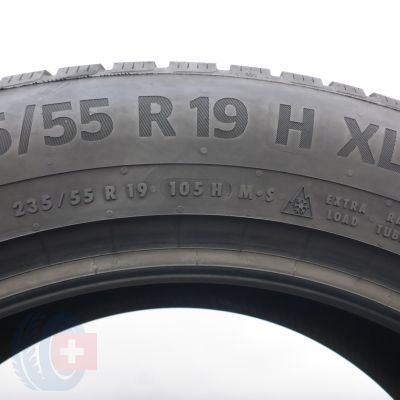 5/55 R 19 H XL
235/55 R 19 105 H M+S EXTRA LOAD